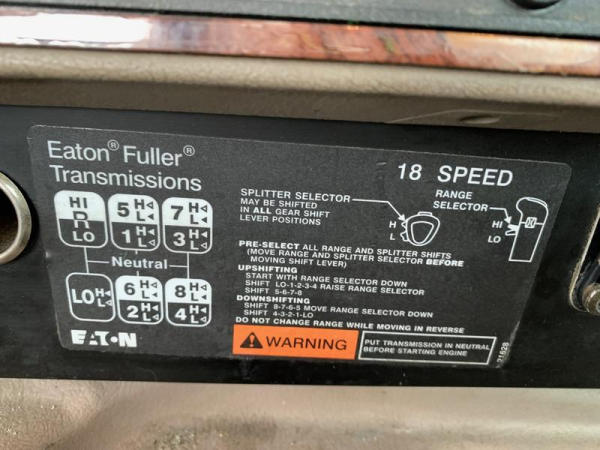 Eaton® Fuller®
Transmissions
18 SPEED
HI
R
LO
5 H L
1 H L
7 H L
3 H L
Neutral
LO H L
6 H L
2 H L
8 H L
4 H L
EATON
SPLITTER SELECTOR
MAY BE SHIFTED
IN ALL GEAR SHIFT
LEVER POSITIONS
H
L
RANGE
SELECTOR
HI
LO
PRE-SELECT ALL RANGE AND SPLITTER SHIFTS
(MOVE RANGE AND SPLITTER SELECTOR BEFORE
MOVING SHIFT LEVER)
UPSHIFTING
START WITH RANGE SELECTOR DOWN
SHIFT LO-1-2-3-4 RAISE RANGE SELECTOR
SHIFT 5-6-7-8
DOWNSHIFTING
SHIFT 8-7-6-5 MOVE RANGE SELECTOR DOWN
SHIFT 4-3-2-1-LO
DO NOT CHANGE RANGE WHILE MOVING IN REVERSE
WARNING
PUT TRANSMISSION IN NEUTRAL
BEFORE STARTING ENGINE